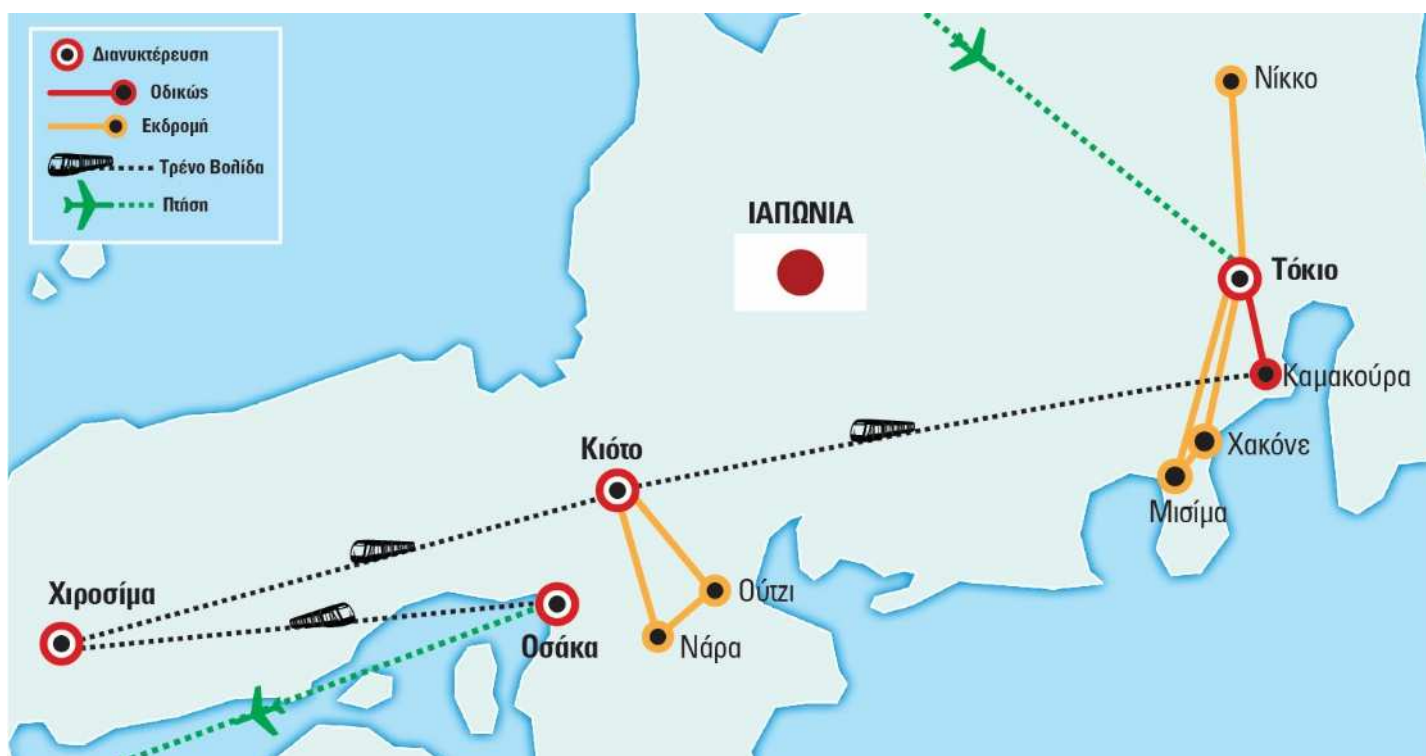 Διανυκτέρευση
Οδικώς
Εκδρομή
Τρένο Βολίδα
Πτήση
Νίκκο
ΙΑΠΩΝΙΑ
Τόκιο
Καμακούρα
Χακόνε
Κιότο
Μισίμα
Χιροσίμα
Ούτζι
Οσάκα
Νάρα